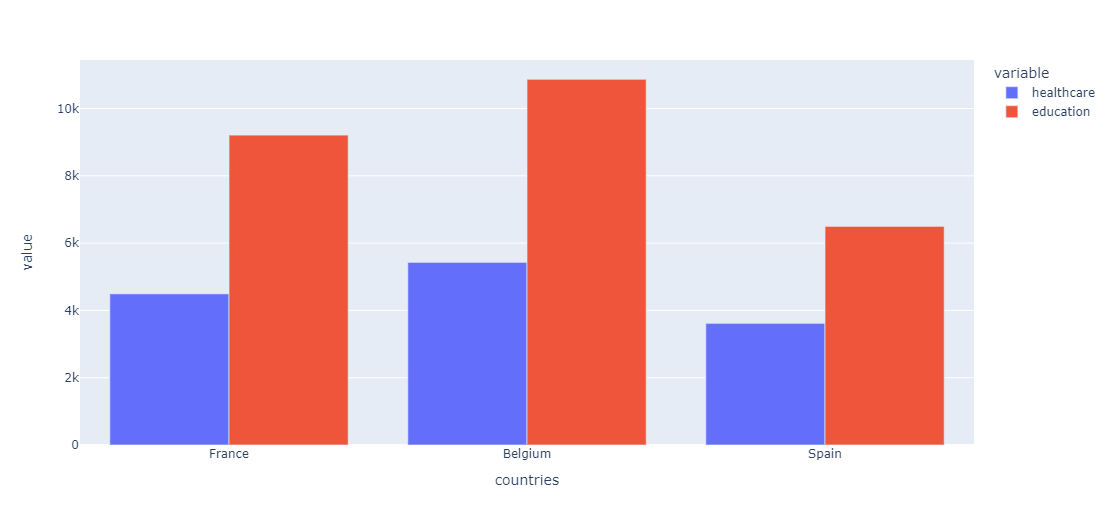 variable
healthcare
education
10k
8k
6k
4k
2k
0
value
France
Belgium
Spain
countries